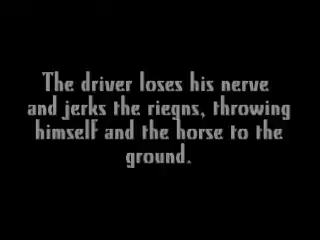 The driver loses his nerve
and jerks the riegns, throwing
himself and the horse to the
ground.